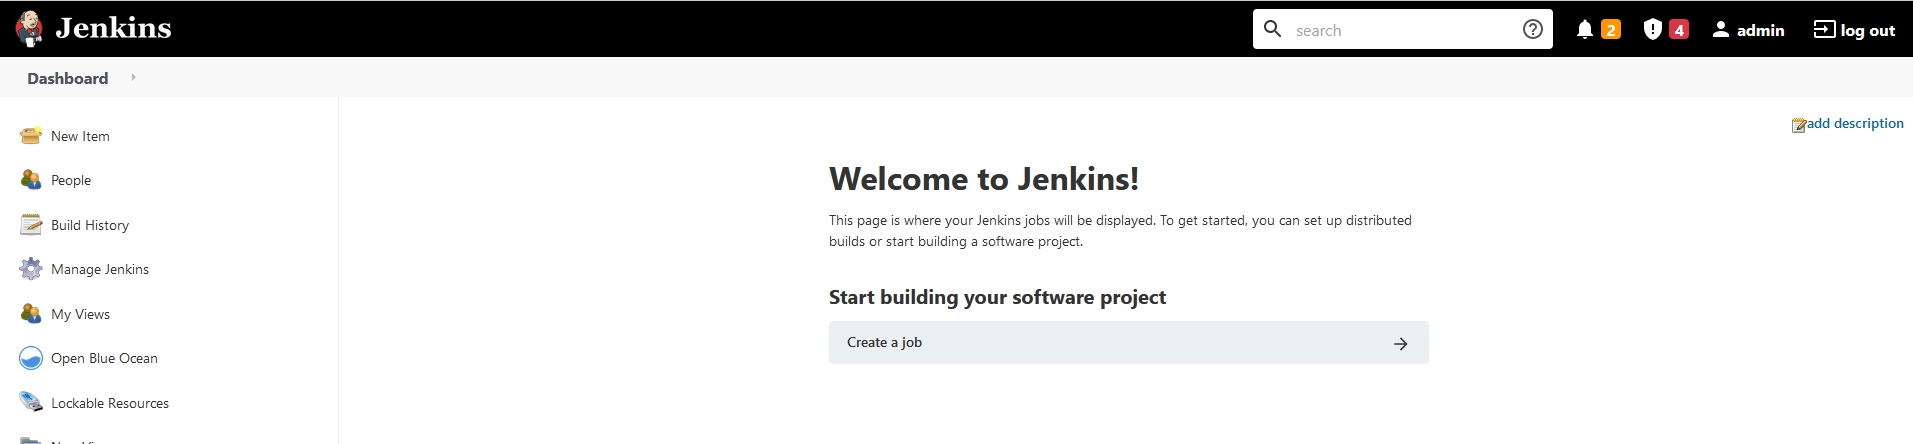 Jenkins
search
2
4
admin
log out
Dashboard
New Item
People
Build History
Manage Jenkins
My Views
Open Blue Ocean
Lockable Resources
add description
Welcome to Jenkins!
This page is where your Jenkins jobs will be displayed. To get started, you can set up distributed
builds or start building a software project.
Start building your software project
Create a job